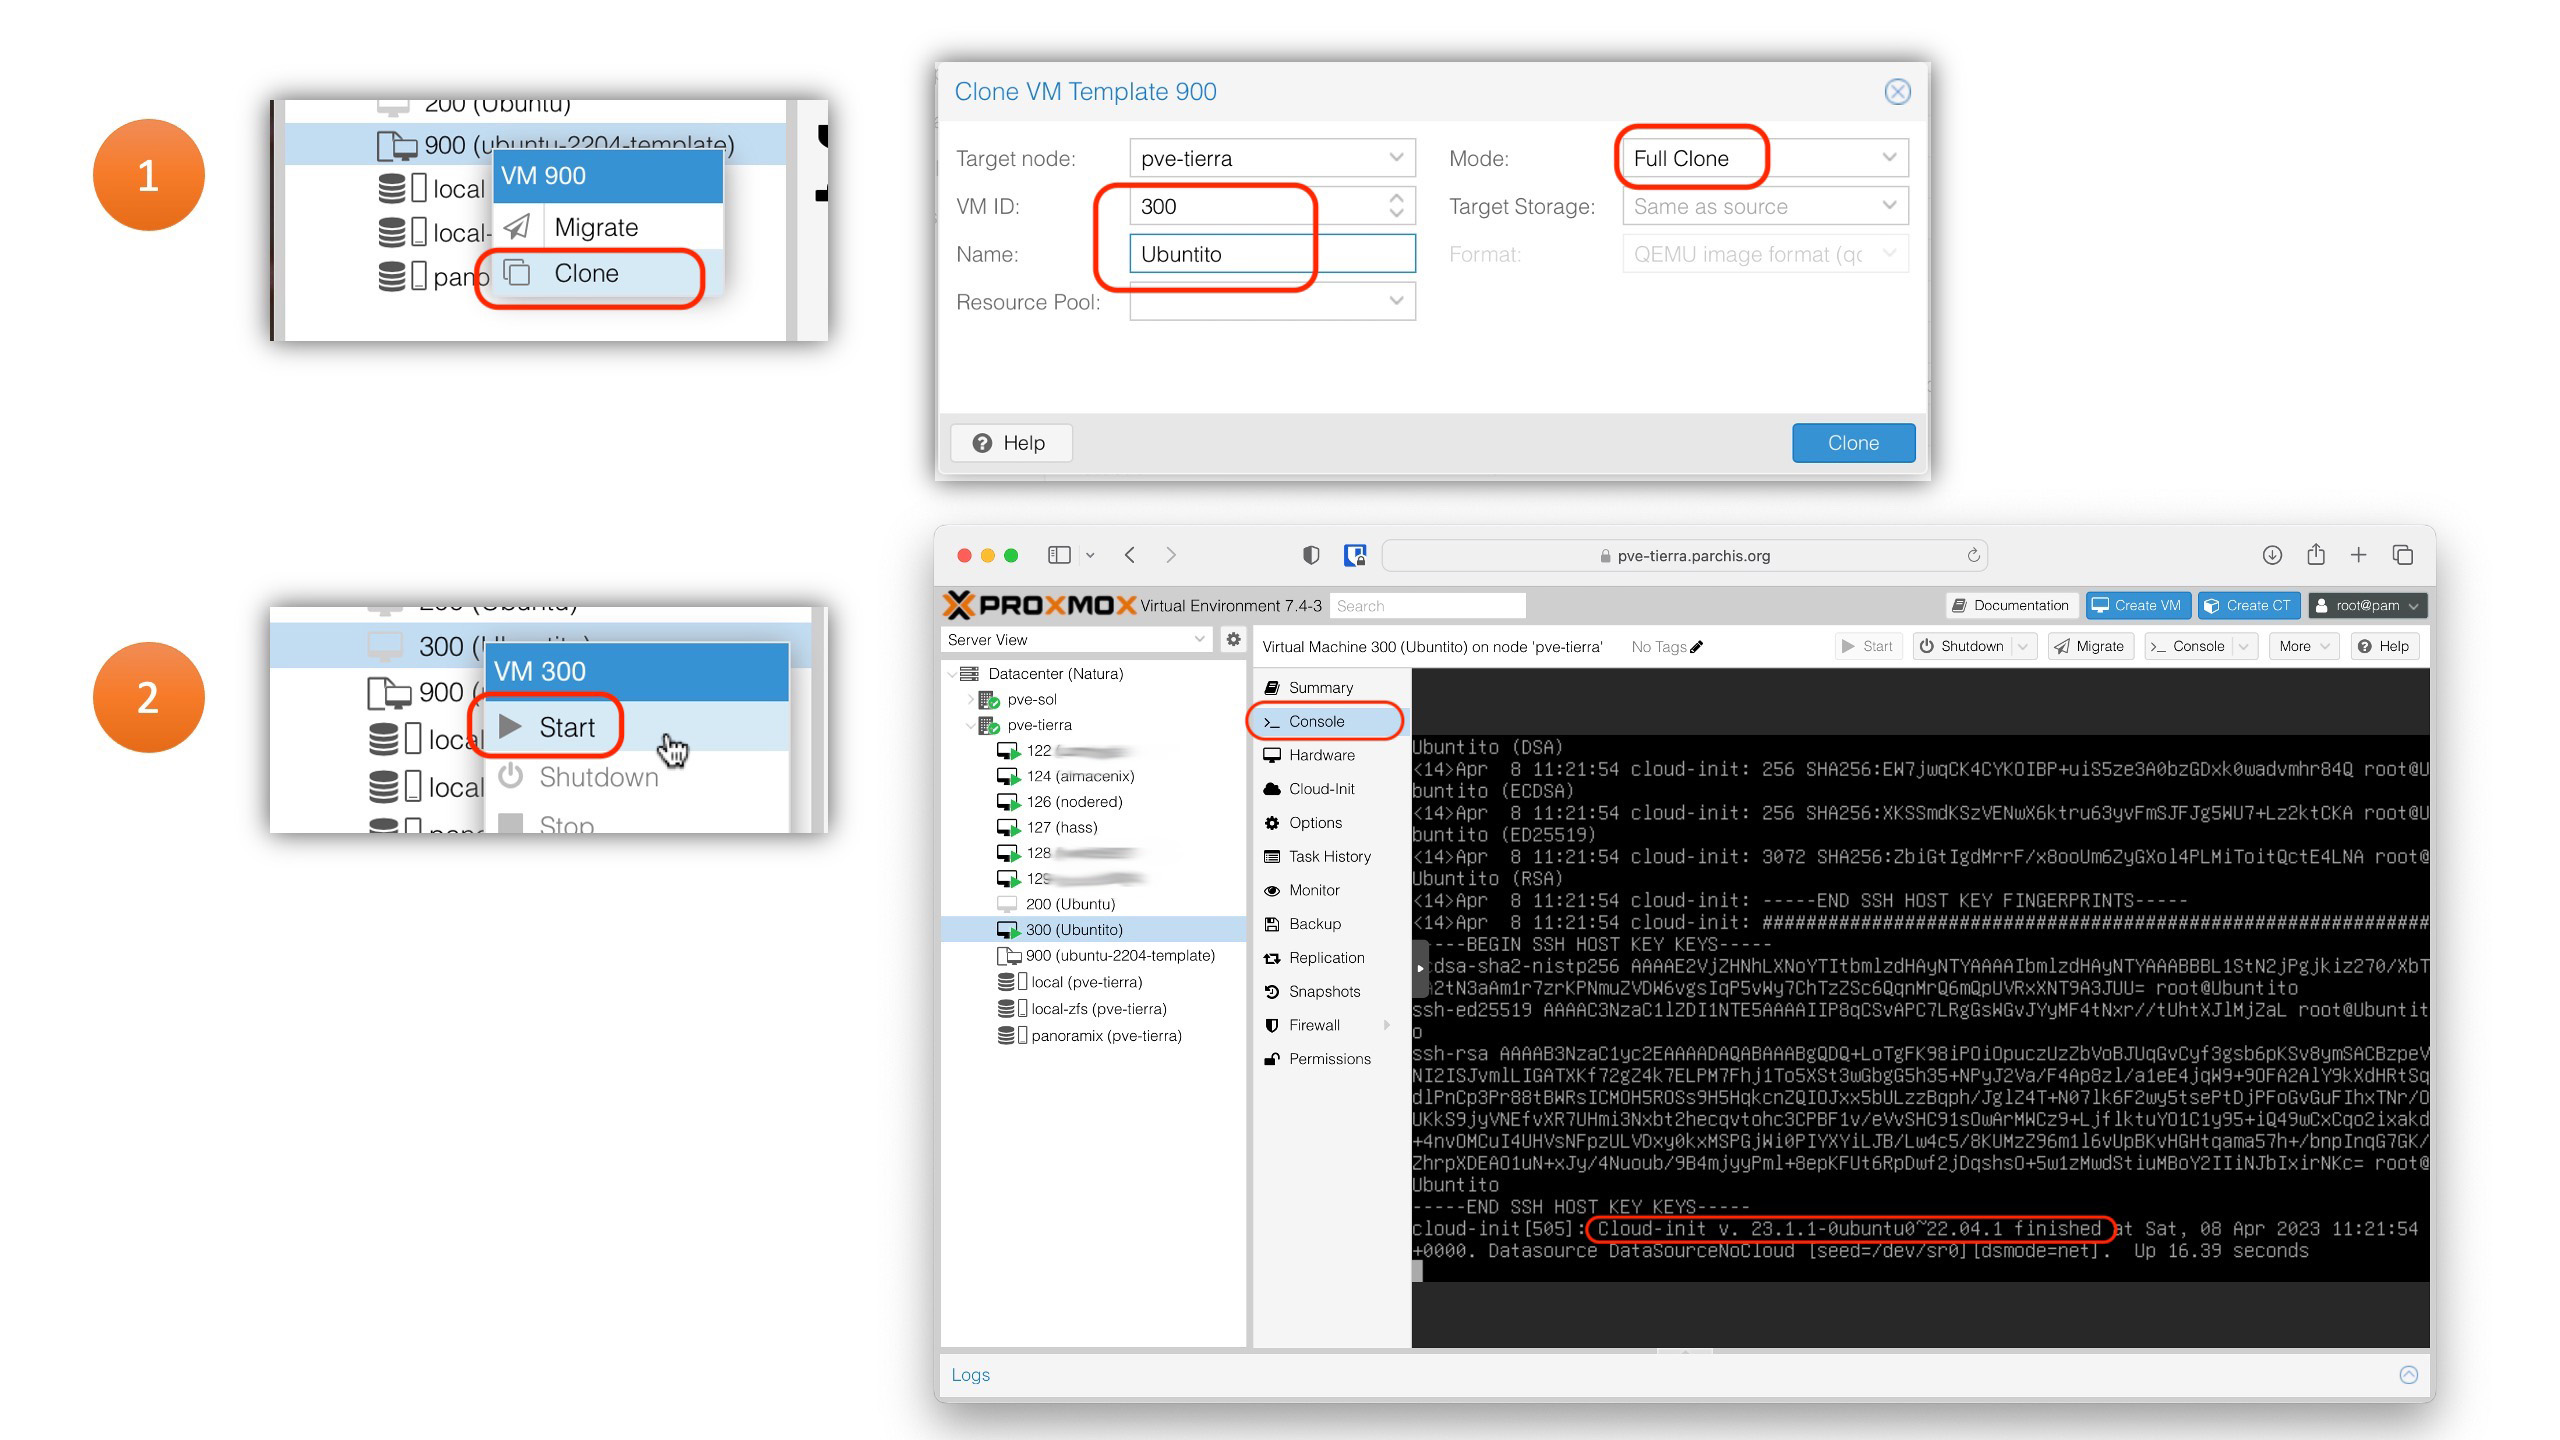 1
200 (Ubuntu)
900 (ubuntu-2204-template)
VM 900
local
Migrate
local-
Clone
pano
Clone VM Template 900
Target node: pve-tierra Mode: Full Clone
VM ID: 300 Target Storage: Same as source
Name: Ubuntito Format: QEMU image format (qc
Resource Pool:
Help Clone
2
200 (Ubuntu)
300 (Ubuntito)
VM 300
900 (
Start
local
Shutdown
local
Stop
pve-tierra.parchis.org
PROXMOX Virtual Environment 7.4-3 Search Documentation Create VM Create CT root@pam
Server View
Virtual Machine 300 (Ubuntito) on node 'pve-tierra' No Tags Start Shutdown Migrate >_ Console More Help
Datacenter (Natura)
pve-sol
pve-tierra
122
124 (almacenix)
126 (nodered)
127 (hass)
128
129
200 (Ubuntu)
300 (Ubuntito)
900 (ubuntu-2204-template)
local (pve-tierra)
local-zfs (pve-tierra)
panoramix (pve-tierra)
Summary
>_ Console
Hardware
Cloud-Init
Options
Task History
Monitor
Backup
Replication
Snapshots
Firewall
Permissions
Ubuntito (DSA)
<14>Apr  8 11:21:54 cloud-init: 256 SHA256:EW7jwqCK4CYKOIBP+uiS5ze3A0bzGDxk0wadvmhr84Q root@U
buntito (ECDSA)
<14>Apr  8 11:21:54 cloud-init: 256 SHA256:XKSSmdKSzVENwX6ktru63yvFmSJFJg5WU7+Lz2ktCKA root@U
buntito (ED25519)
<14>Apr  8 11:21:54 cloud-init: 3072 SHA256:ZbiGtIgdMrrF/x8ooUm6ZyGXol4PLMiToitQctE4LNA root@
Ubuntito (RSA)
<14>Apr  8 11:21:54 cloud-init: -----END SSH HOST KEY FINGERPRINTS-----
<14>Apr  8 11:21:54 cloud-init: #############################################################
----BEGIN SSH HOST KEY KEYS-----
cdsa-sha2-nistp256 AAAAE2VjZHNhLXNoYTItbmlzdHAyNTYAAAAIbmlzdHAyNTYAAABBBL1StN2jPgjkiz270/XbT
A2tN3aAm1r7zrKPNmuZVDW6vgsIqP5vWy7ChTzZSc6QqnMrQ6mQpUVRxXNT9A3JUU= root@Ubuntito
ssh-ed25519 AAAAC3NzaC1lZDI1NTE5AAAAIIP8qCSvAPC7LRgGsWGvJYyMF4tNxr//tUhtXJlMjZaL root@Ubuntit
o
ssh-rsa AAAAB3NzaC1yc2EAAAADAQABAAABgQDQ+LoTgFK98iPOiOpuczUzZbVoBJUqGvCyf3gsb6pKSv8ymSACBzpeV
NI2ISJvmlLIGATXKf72gZ4k7ELPM7Fhj1To5XSt3wGbgG5h35+NPyJ2Va/F4Ap8zl/a1eE4jqW9+9OFA2AlY9kXdHRtSq
dlPnCp3Pr88tBWRsICMOH5ROSs9H5HqkcnZQIOJxx5bULzzBqph/JglZ4T+N07lk6F2wy5tsePtDjPFoGvGuFIhxTNr/O
UKkS9jyVNEfvXR7UHmi3Nxbt2hecqvtohc3CPBF1v/eVvSHC91sOwArMWCz9+LjflktuYO1C1y95+iQ49wCxCqo2ixakd
+4nvOMCuI4UHVsNFpzULVDxy0kxMSPGjWi0PIYXYiLJB/Lw4c5/8KUMzZ96m1l6vUpBKvHGHtqama57h+/bnpInqG7GK/
ZhrpXDEAO1uN+xJy/4Nuoub/9B4mjyyPml+8epKFUt6RpDwf2jDqshsO+5w1zMwdStiuMBoY2IIiNJbIxirNKc= root@
Ubuntito
-----END SSH HOST KEY KEYS-----
cloud-init[505]: Cloud-init v. 23.1.1-0ubuntu0~22.04.1 finished at Sat, 08 Apr 2023 11:21:54
+0000. Datasource DataSourceNoCloud [seed=/dev/sr0][dsmode=net].  Up 16.39 seconds
Logs